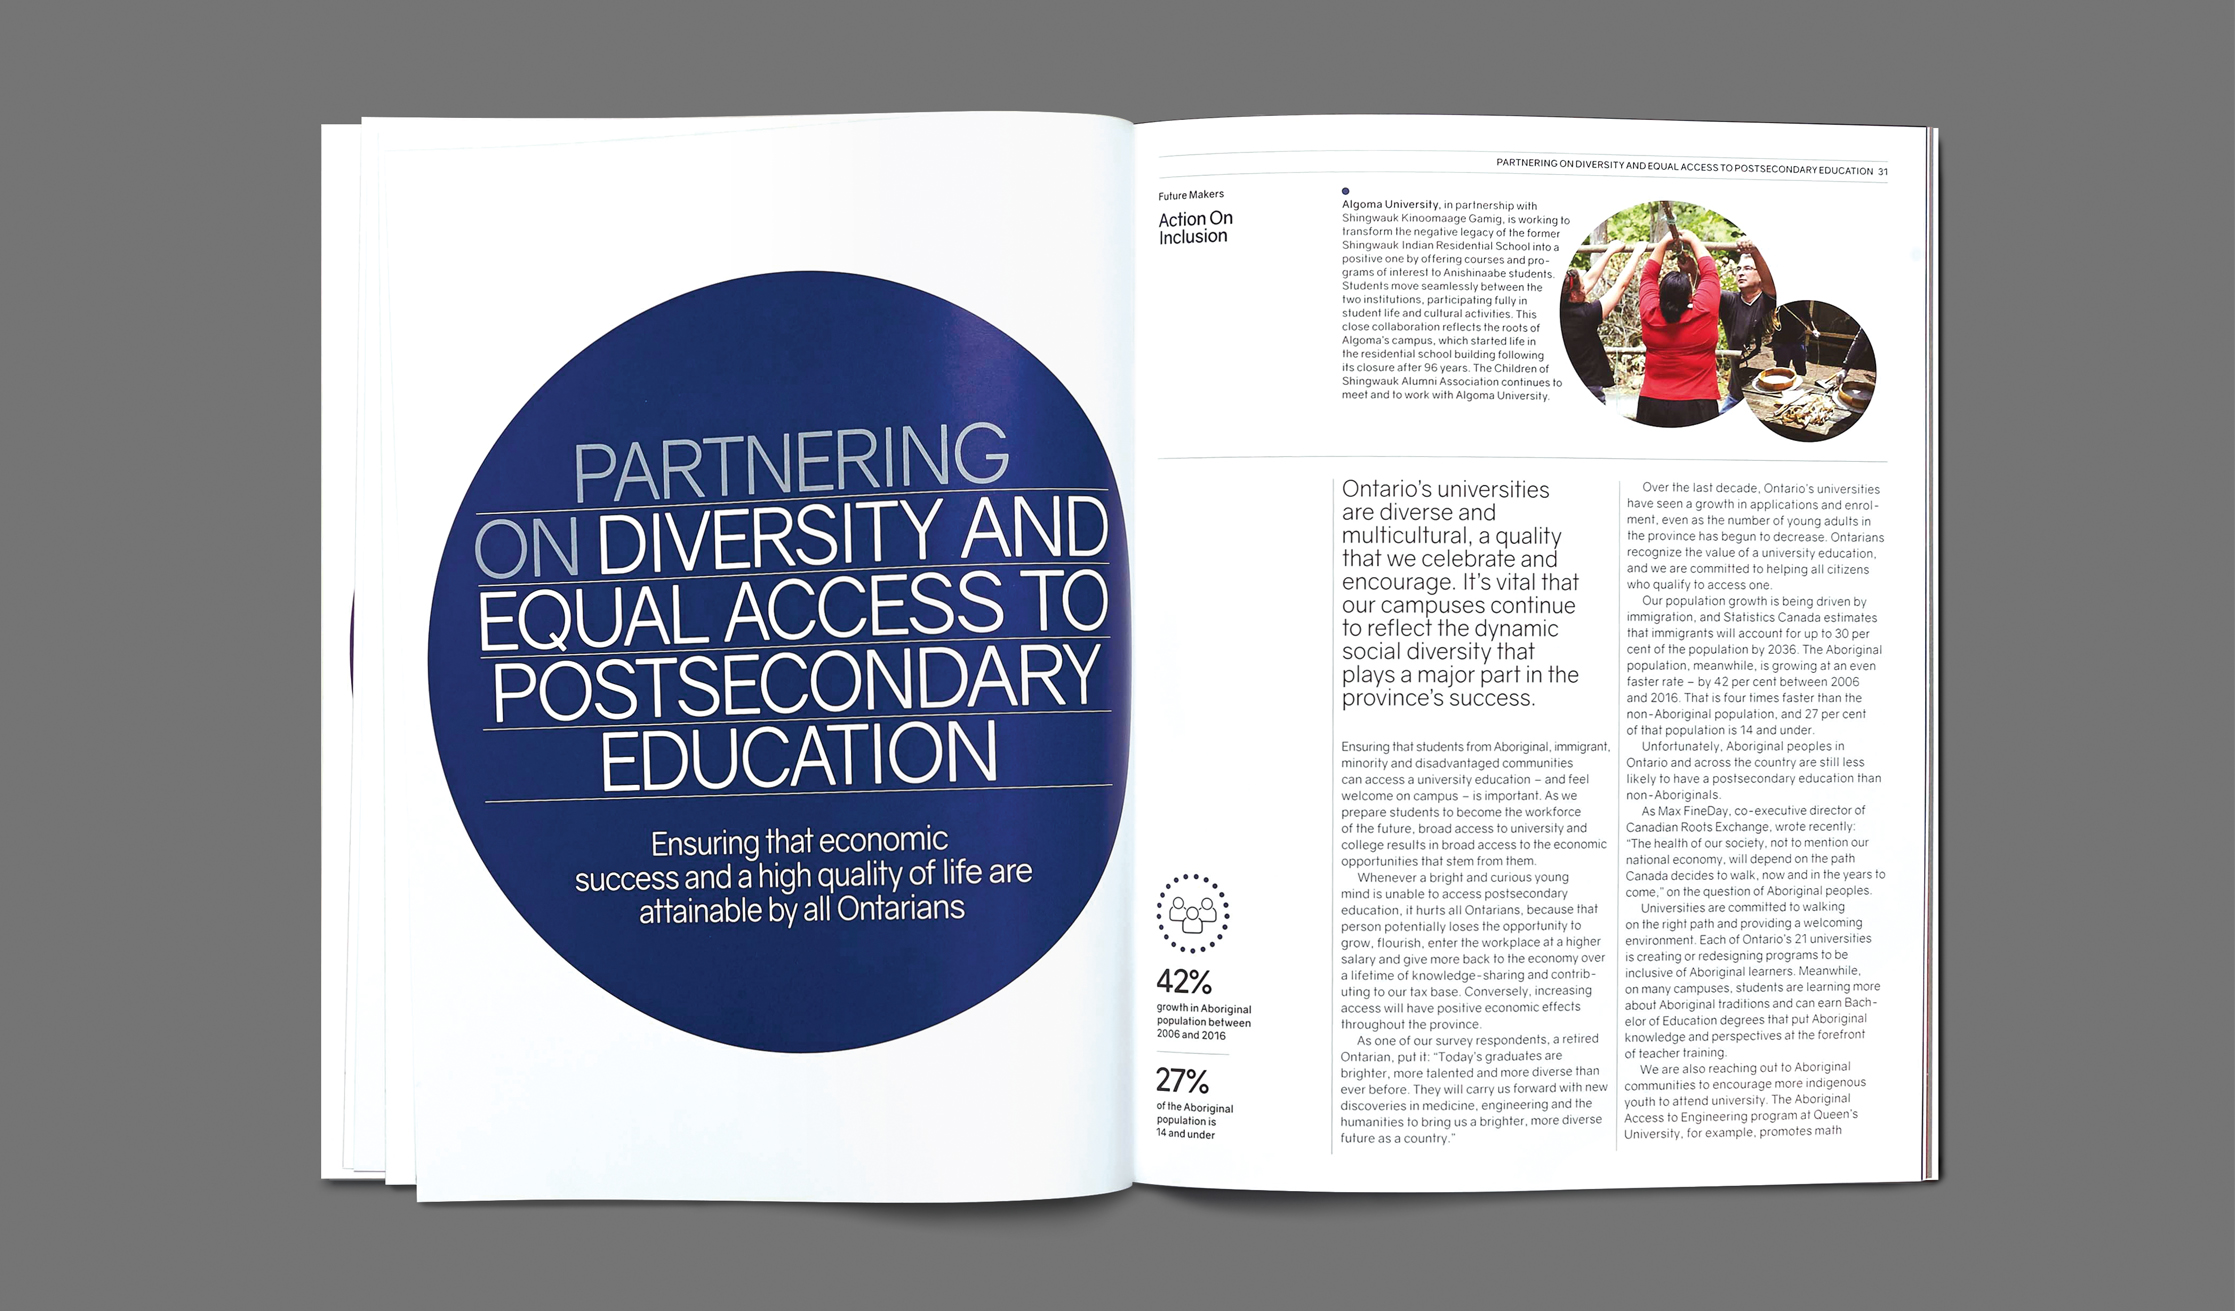 PARTNERING
ON DIVERSITY AND
EQUAL ACCESS TO
POSTSECONDARY
EDUCATION
Ensuring that economic
success and a high quality of life are
attainable by all Ontarians
PARTNERING ON DIVERSITY AND EQUAL ACCESS TO POSTSECONDARY EDUCATION 31
Future Makers
Action On
Inclusion
Algoma University, in partnership with
Shingwauk Kinoomaage Gamig, is working to
transform the negative legacy of the former
Shingwauk Indian Residential School into a
positive one by offering courses and pro-
grams of interest to Anishinaabe students.
Students move seamlessly between the
two institutions, participating fully in
student life and cultural activities. This
close collaboration reflects the roots of
Algoma's campus, which started life in
the residential school building following
its closure after 96 years. The Children of
Shingwauk Alumni Association continues to
meet and to work with Algoma University.
42%
growth in Aboriginal
population between
2006 and 2016
27%
of the Aboriginal
population is
14 and under
Ontario's universities
are diverse and
multicultural, a quality
that we celebrate and
encourage. It's vital that
our campuses continue
to reflect the dynamic
social diversity that
plays a major part in the
province's success.
Ensuring that students from Aboriginal, immigrant,
minority and disadvantaged communities
can access a university education – and feel
welcome on campus – is important. As we
prepare students to become the workforce
of the future, broad access to university and
college results in broad access to the economic
opportunities that stem from them.
Whenever a bright and curious young
mind is unable to access postsecondary
education, it hurts all Ontarians, because that
person potentially loses the opportunity to
grow, flourish, enter the workplace at a higher
salary and give more back to the economy over
a lifetime of knowledge-sharing and contrib-
uting to our tax base. Conversely, increasing
access will have positive economic effects
throughout the province.
As one of our survey respondents, a retired
Ontarian, put it: "Today's graduates are
brighter, more talented and more diverse than
ever before. They will carry us forward with new
discoveries in medicine, engineering and the
humanities to bring us a brighter, more diverse
future as a country."
Over the last decade, Ontario's universities
have seen a growth in applications and enrol-
ment, even as the number of young adults in
the province has begun to decrease. Ontarians
recognize the value of a university education,
and we are committed to helping all citizens
who qualify to access one.
Our population growth is being driven by
immigration, and Statistics Canada estimates
that immigrants will account for up to 30 per
cent of the population by 2036. The Aboriginal
population, meanwhile, is growing at an even
faster rate – by 42 per cent between 2006
and 2016. That is four times faster than the
non-Aboriginal population, and 27 per cent
of that population is 14 and under.
Unfortunately, Aboriginal peoples in
Ontario and across the country are still less
likely to have a postsecondary education than
non-Aboriginals.
As Max FineDay, co-executive director of
Canadian Roots Exchange, wrote recently:
"The health of our society, not to mention our
national economy, will depend on the path
Canada decides to walk, now and in the years to
come," on the question of Aboriginal peoples.
Universities are committed to walking
on the right path and providing a welcoming
environment. Each of Ontario's 21 universities
is creating or redesigning programs to be
inclusive of Aboriginal learners. Meanwhile,
on many campuses, students are learning more
about Aboriginal traditions and can earn Bach-
elor of Education degrees that put Aboriginal
knowledge and perspectives at the forefront
of teacher training.
We are also reaching out to Aboriginal
communities to encourage more indigenous
youth to attend university. The Aboriginal
Access to Engineering program at Queen's
University, for example, promotes math